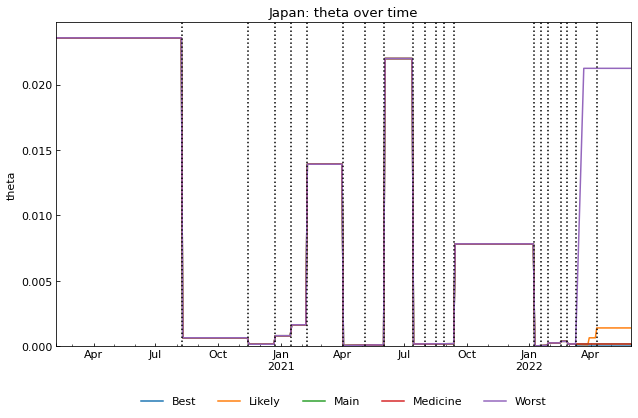 Japan: theta over time
theta
0.020
0.015
0.010
0.005
0.000
Apr Jul Oct Jan Apr Jul Oct Jan Apr
2021 2022
Best Likely Main Medicine Worst